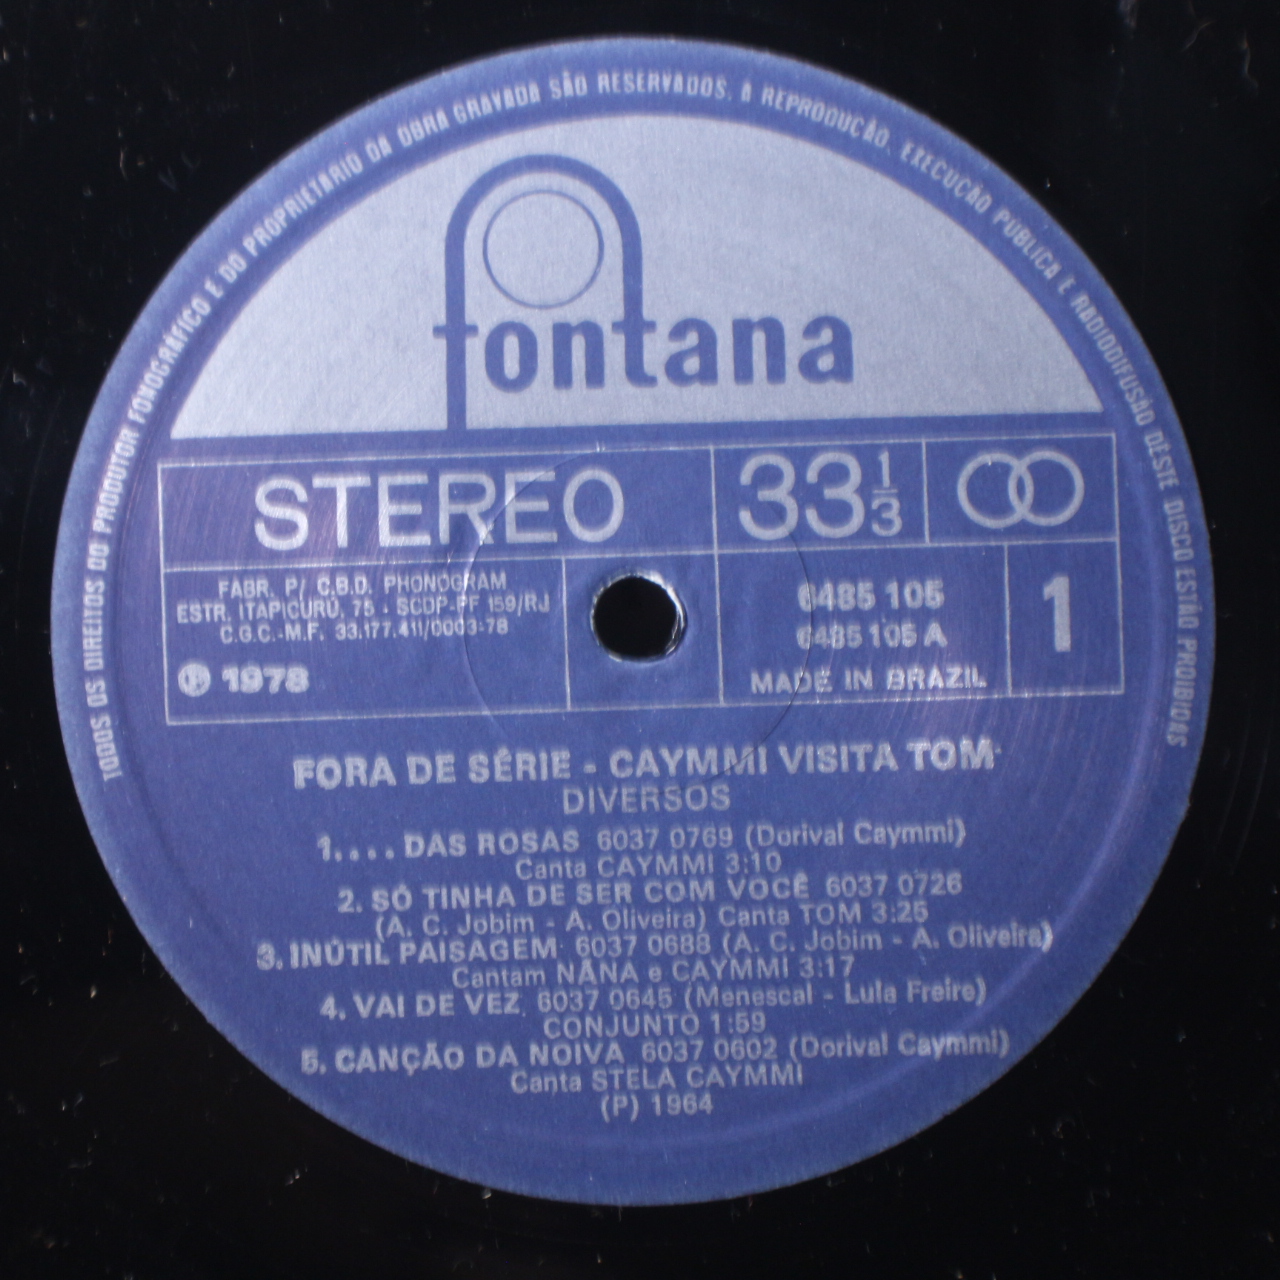 TODOS OS DIREITOS DO PRODUTOR FONOGRÁFICO E DO PROPRIETÁRIO DA OBRA GRAVADA SÃO RESERVADOS. A REPRODUÇÃO, EXECUÇÃO PÚBLICA E RADIODIFUSÃO DÊSTE DISCO ESTÃO PROIBIDAS
fontana
STEREO 33 1/3
FABR. P/ C.B.D. PHONOGRAM
ESTR. ITAPICURÚ, 75 - SCDP-PF 159/RJ
C.G.C.-M.F. 33.177.411/0003-78
Ⓟ 1978
6485 105
6485 105 A
MADE IN BRAZIL
1
FORA DE SÉRIE - CAYMMI VISITA TOM
DIVERSOS
1.... DAS ROSAS 6037 0769 (Dorival Caymmi)
Canta CAYMMI 3:10
2. SÓ TINHA DE SER COM VOCÊ 6037 0726
(A. C. Jobim - A. Oliveira) Canta TOM 3:25
3. INÚTIL PAISAGEM 6037 0688 (A. C. Jobim - A. Oliveira)
Cantam NANA e CAYMMI 3:17
4. VAI DE VEZ 6037 0645 (Menescal - Lula Freire)
CONJUNTO 1:59
5. CANÇÃO DA NOIVA 6037 0602 (Dorival Caymmi)
Canta STELA CAYMMI
(P) 1964